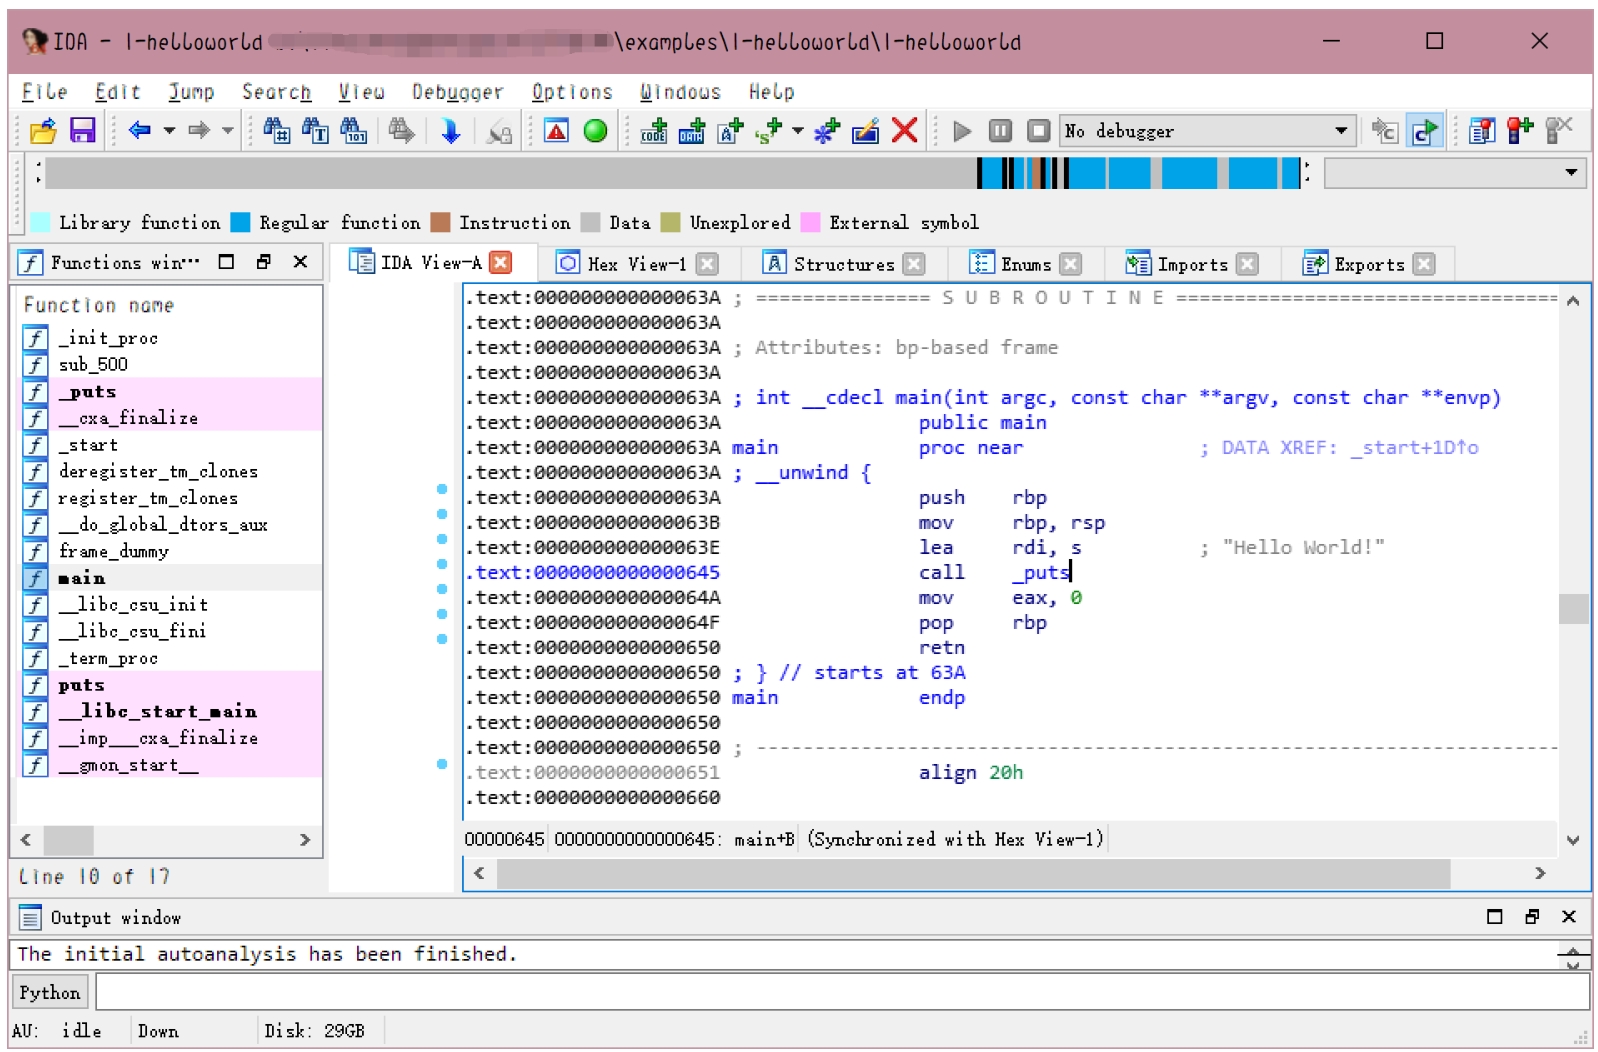 IDA - 1-helloworld \examples\1-helloworld\1-helloworld
File Edit Jump Search View Debugger Options Windows Help
No debugger
Library function Regular function Instruction Data Unexplored External symbol
Functions win···
IDA View-A
Hex View-1
Structures
Enums
Imports
Exports
Function name
_init_proc
sub_500
_puts
__cxa_finalize
_start
deregister_tm_clones
register_tm_clones
__do_global_dtors_aux
frame_dummy
main
__libc_csu_init
__libc_csu_fini
_term_proc
puts
__libc_start_main
__imp___cxa_finalize
__gmon_start__
Line 10 of 17
.text:000000000000063A ; =============== S U B R O U T I N E =================================
.text:000000000000063A
.text:000000000000063A ; Attributes: bp-based frame
.text:000000000000063A
.text:000000000000063A ; int __cdecl main(int argc, const char **argv, const char **envp)
.text:000000000000063A public main
.text:000000000000063A main proc near ; DATA XREF: _start+1D↑o
.text:000000000000063A ; __unwind {
.text:000000000000063A push rbp
.text:000000000000063B mov rbp, rsp
.text:000000000000063E lea rdi, s ; "Hello World!"
.text:0000000000000645 call _puts
.text:000000000000064A mov eax, 0
.text:000000000000064F pop rbp
.text:0000000000000650 retn
.text:0000000000000650 ; } // starts at 63A
.text:0000000000000650 main endp
.text:0000000000000650
.text:0000000000000650 ; ---------------------------------------------------------------------
.text:0000000000000651 align 20h
.text:0000000000000660
00000645 0000000000000645: main+B (Synchronized with Hex View-1)
Output window
The initial autoanalysis has been finished.
Python
AU: idle Down Disk: 29GB